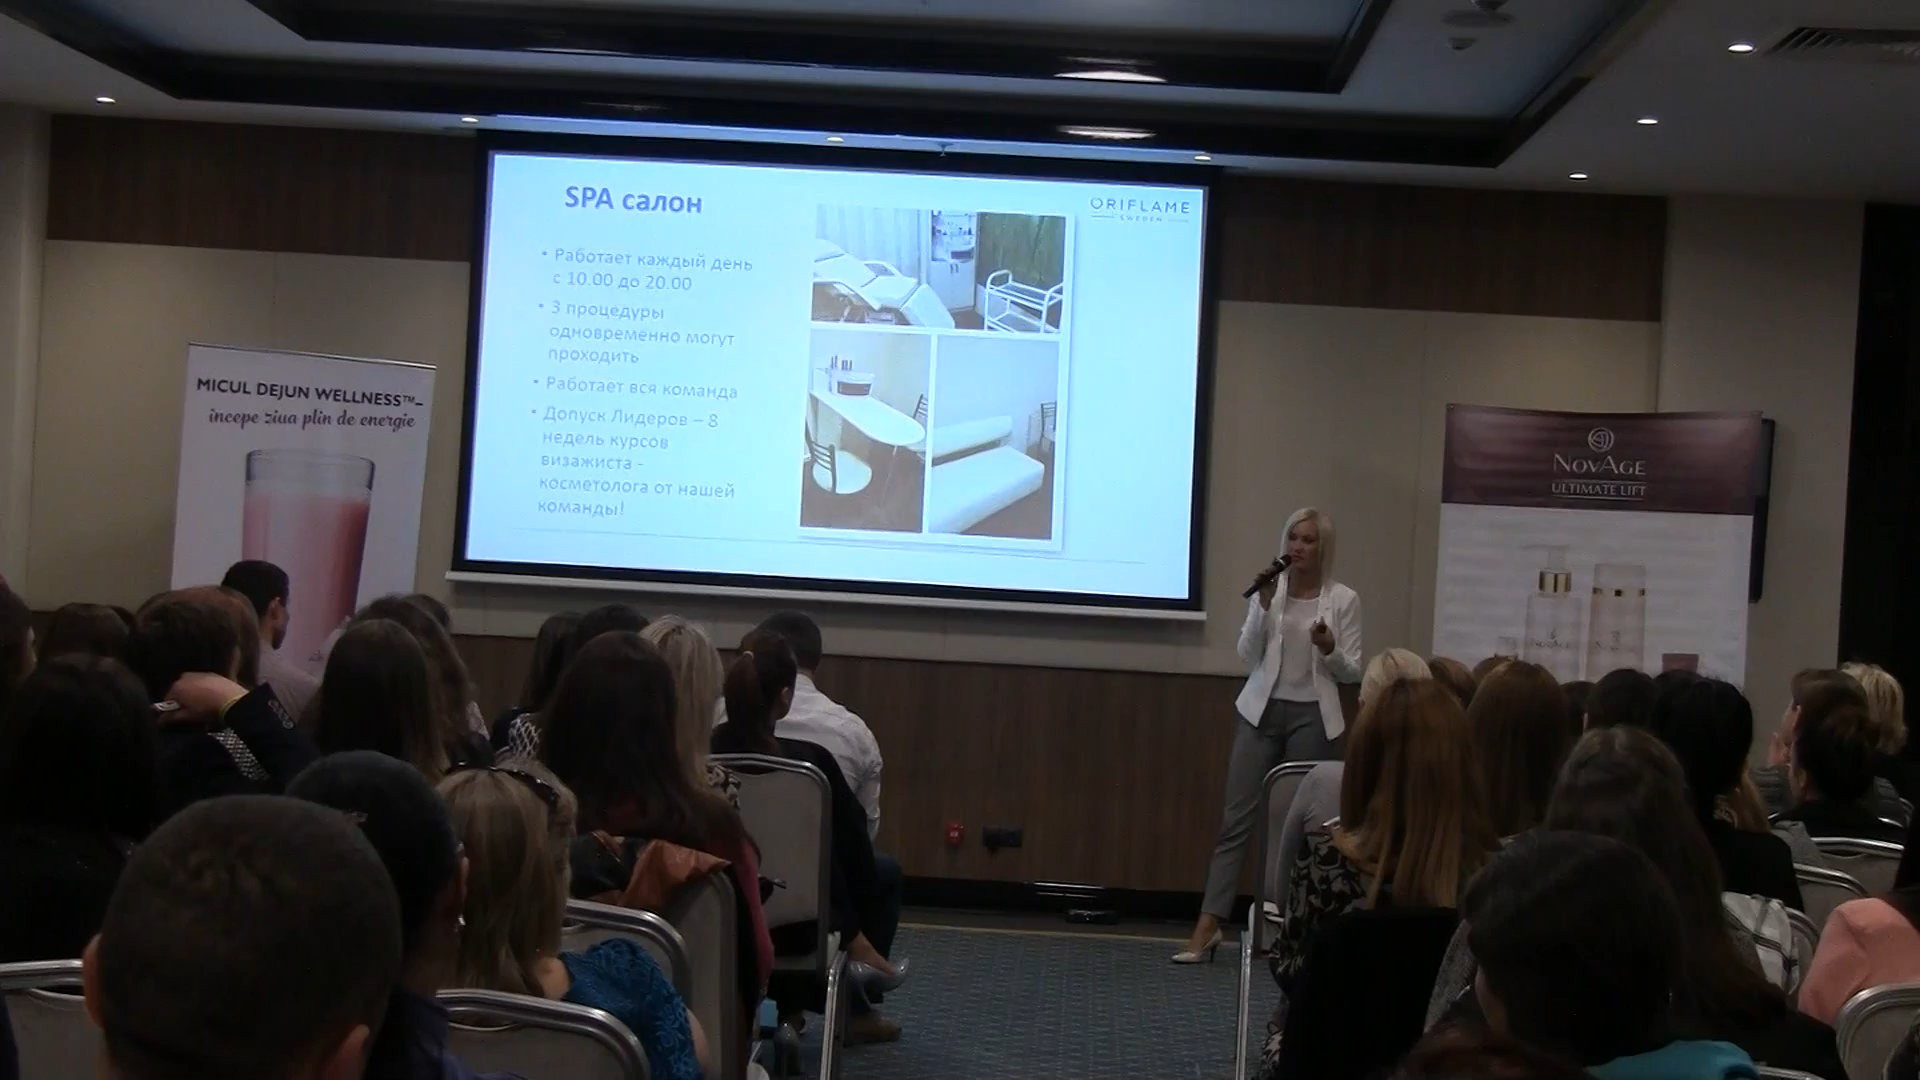 SPA салон
ORIFLAME
SWEDEN
• Работает каждый день
с 10.00 до 20.00
• 3 процедуры
одновременно могут
проходить
• Работает вся команда
• Допуск Лидеров – 8
недель курсов
визажиста -
косметолога от нашей
команды!
MICUL DEJUN WELLNESS™–
începe ziua plin de energie
NOVAGE
ULTIMATE LIFT
NOVAGE